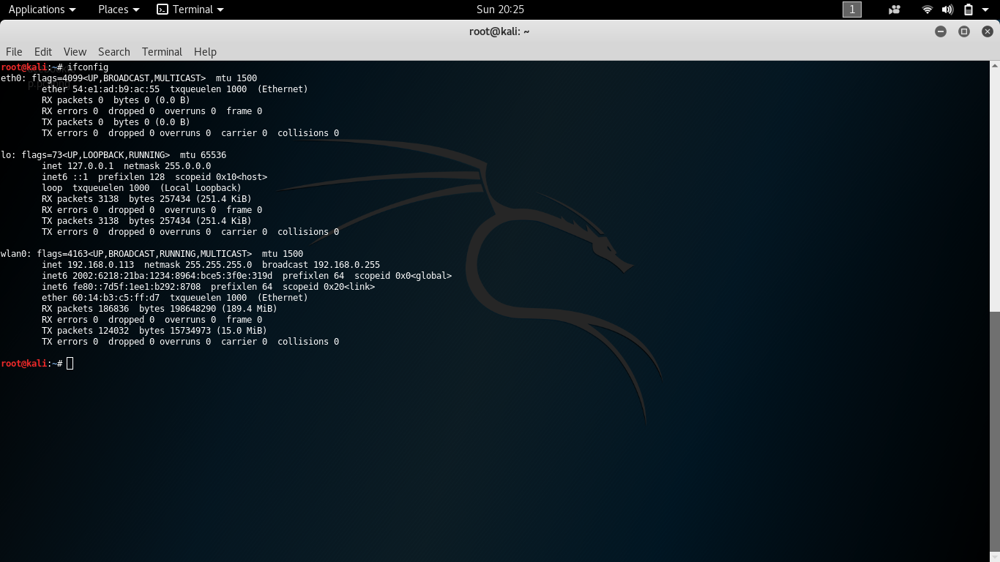 Applications Places Terminal Sun 20:25 1
root@kali: ~
File Edit View Search Terminal Help
root@kali:~# ifconfig
eth0: flags=4099<UP,BROADCAST,MULTICAST>  mtu 1500
        ether 54:e1:ad:b9:ac:55  txqueuelen 1000  (Ethernet)
        RX packets 0  bytes 0 (0.0 B)
        RX errors 0  dropped 0  overruns 0  frame 0
        TX packets 0  bytes 0 (0.0 B)
        TX errors 0  dropped 0 overruns 0  carrier 0  collisions 0

lo: flags=73<UP,LOOPBACK,RUNNING>  mtu 65536
        inet 127.0.0.1  netmask 255.0.0.0
        inet6 ::1  prefixlen 128  scopeid 0x10<host>
        loop  txqueuelen 1000  (Local Loopback)
        RX packets 3138  bytes 257434 (251.4 KiB)
        RX errors 0  dropped 0  overruns 0  frame 0
        TX packets 3138  bytes 257434 (251.4 KiB)
        TX errors 0  dropped 0 overruns 0  carrier 0  collisions 0

wlan0: flags=4163<UP,BROADCAST,RUNNING,MULTICAST>  mtu 1500
        inet 192.168.0.113  netmask 255.255.255.0  broadcast 192.168.0.255
        inet6 2002:6218:21ba:1234:8964:bce5:3f0e:319d  prefixlen 64  scopeid 0x0<global>
        inet6 fe80::7d5f:1ee1:b292:8708  prefixlen 64  scopeid 0x20<link>
        ether 60:14:b3:c5:ff:d7  txqueuelen 1000  (Ethernet)
        RX packets 186836  bytes 198648290 (189.4 MiB)
        RX errors 0  dropped 0  overruns 0  frame 0
        TX packets 124032  bytes 15734973 (15.0 MiB)
        TX errors 0  dropped 0 overruns 0  carrier 0  collisions 0

root@kali:~#